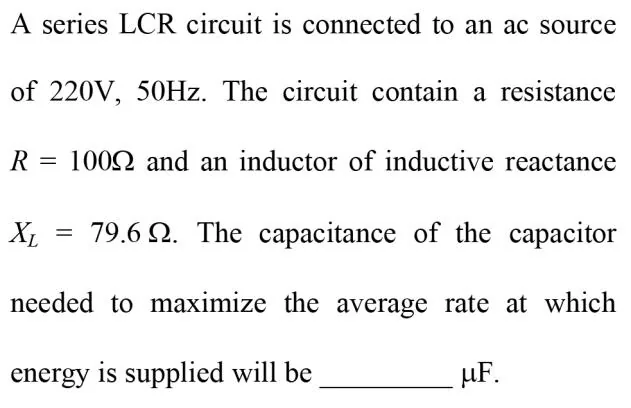 A series LCR circuit is connected to an ac source
of 220V, 50Hz. The circuit contain a resistance
R = 100Ω and an inductor of inductive reactance
X_L = 79.6 Ω. The capacitance of the capacitor
needed to maximize the average rate at which
energy is supplied will be _________ μF.